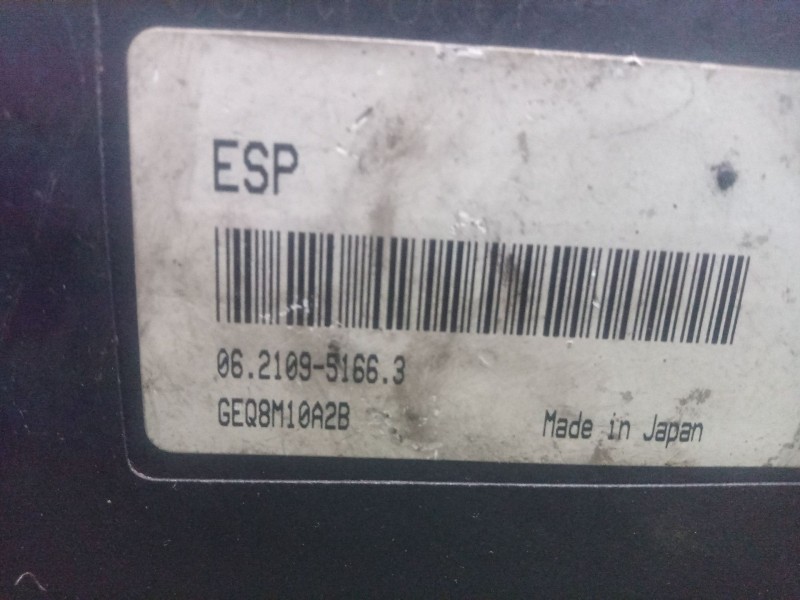 ESP
06.2109-5166.3
GEQ8M10A2B
Made in Japan